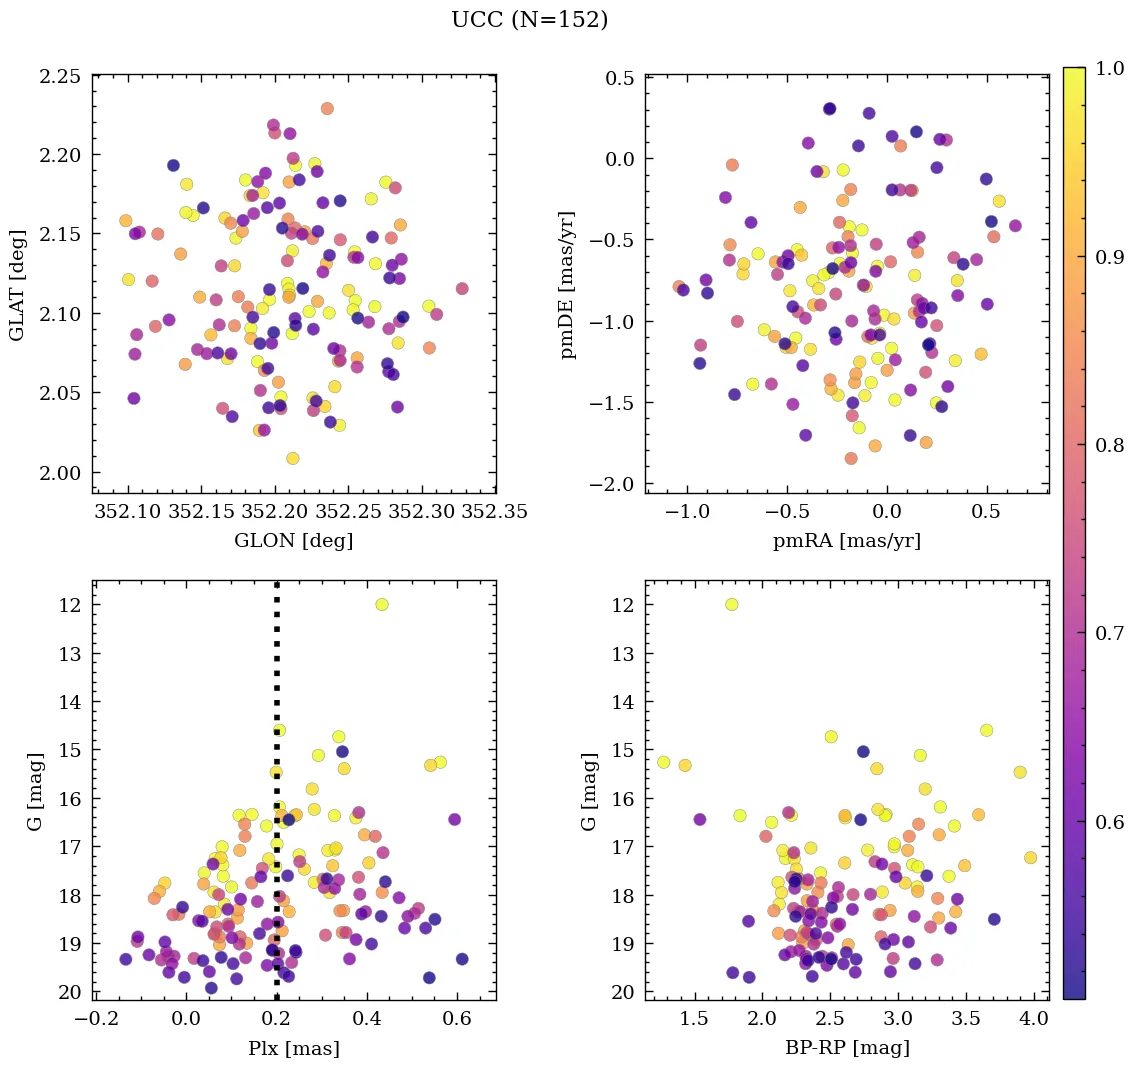 UCC (N=152)
2.25
2.20
2.15
2.10
2.05
2.00
GLAT [deg]
352.10 352.15 352.20 352.25 352.30 352.35
GLON [deg]
0.5
0.0
−0.5
−1.0
−1.5
−2.0
pmDE [mas/yr]
−1.0 −0.5 0.0 0.5
pmRA [mas/yr]
12
13
14
15
16
17
18
19
20
G [mag]
−0.2 0.0 0.2 0.4 0.6
Plx [mas]
12
13
14
15
16
17
18
19
20
G [mag]
1.5 2.0 2.5 3.0 3.5 4.0
BP-RP [mag]
1.0
0.9
0.8
0.7
0.6